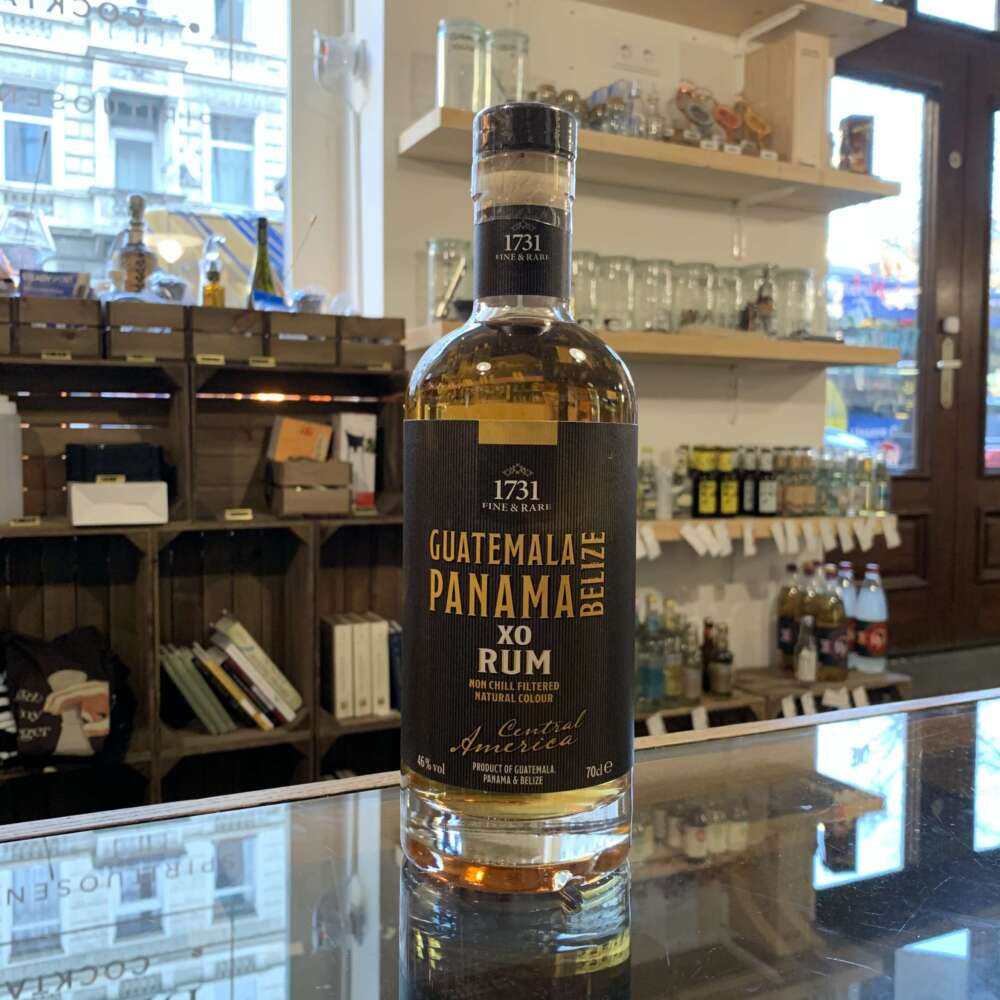 1731
FINE & RARE
1731
FINE & RARE
GUATEMALA
PANAMA
BELIZE
XO
RUM
NON CHILL FILTERED
NATURAL COLOUR
Central
America
46% vol
PRODUCT OF GUATEMALA
PANAMA & BELIZE
70cl e
• COCKTA